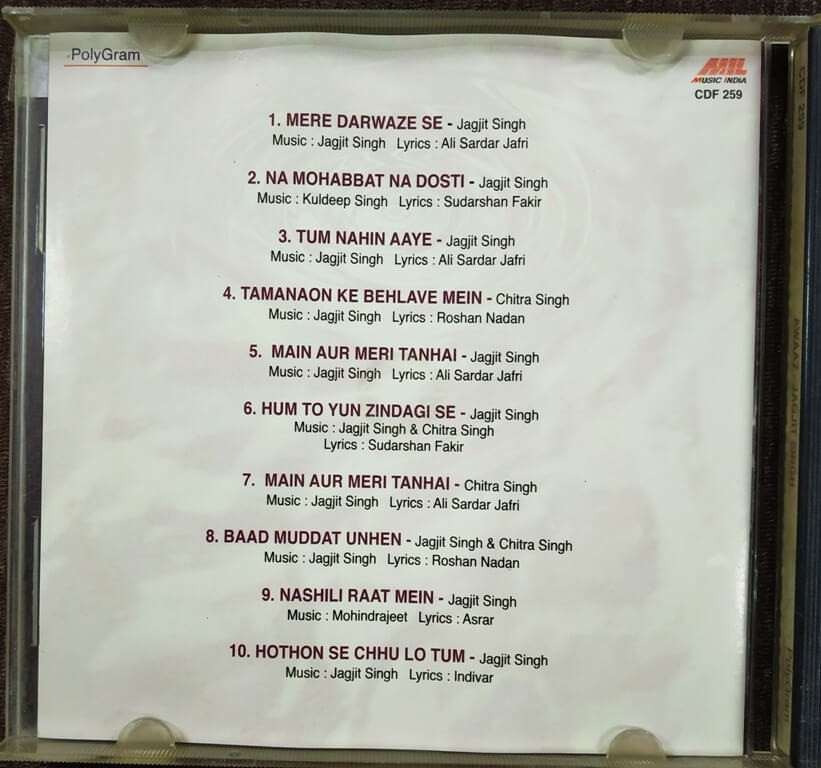 PolyGram
MIL
MUSIC INDIA
CDF 259
1. MERE DARWAZE SE - Jagjit Singh
Music : Jagjit Singh Lyrics : Ali Sardar Jafri
2. NA MOHABBAT NA DOSTI - Jagjit Singh
Music : Kuldeep Singh Lyrics : Sudarshan Fakir
3. TUM NAHIN AAYE - Jagjit Singh
Music : Jagjit Singh Lyrics : Ali Sardar Jafri
4. TAMANAON KE BEHLAVE MEIN - Chitra Singh
Music : Jagjit Singh Lyrics : Roshan Nadan
5. MAIN AUR MERI TANHAI - Jagjit Singh
Music : Jagjit Singh Lyrics : Ali Sardar Jafri
6. HUM TO YUN ZINDAGI SE - Jagjit Singh
Music : Jagjit Singh & Chitra Singh
Lyrics : Sudarshan Fakir
7. MAIN AUR MERI TANHAI - Chitra Singh
Music : Jagjit Singh Lyrics : Ali Sardar Jafri
8. BAAD MUDDAT UNHEN - Jagjit Singh & Chitra Singh
Music : Jagjit Singh Lyrics : Roshan Nadan
9. NASHILI RAAT MEIN - Jagjit Singh
Music : Mohindrajeet Lyrics : Asrar
10. HOTHON SE CHHU LO TUM - Jagjit Singh
Music : Jagjit Singh Lyrics : Indivar
CDF 259
AWAAZ - JAGJIT SINGH
PolyGram